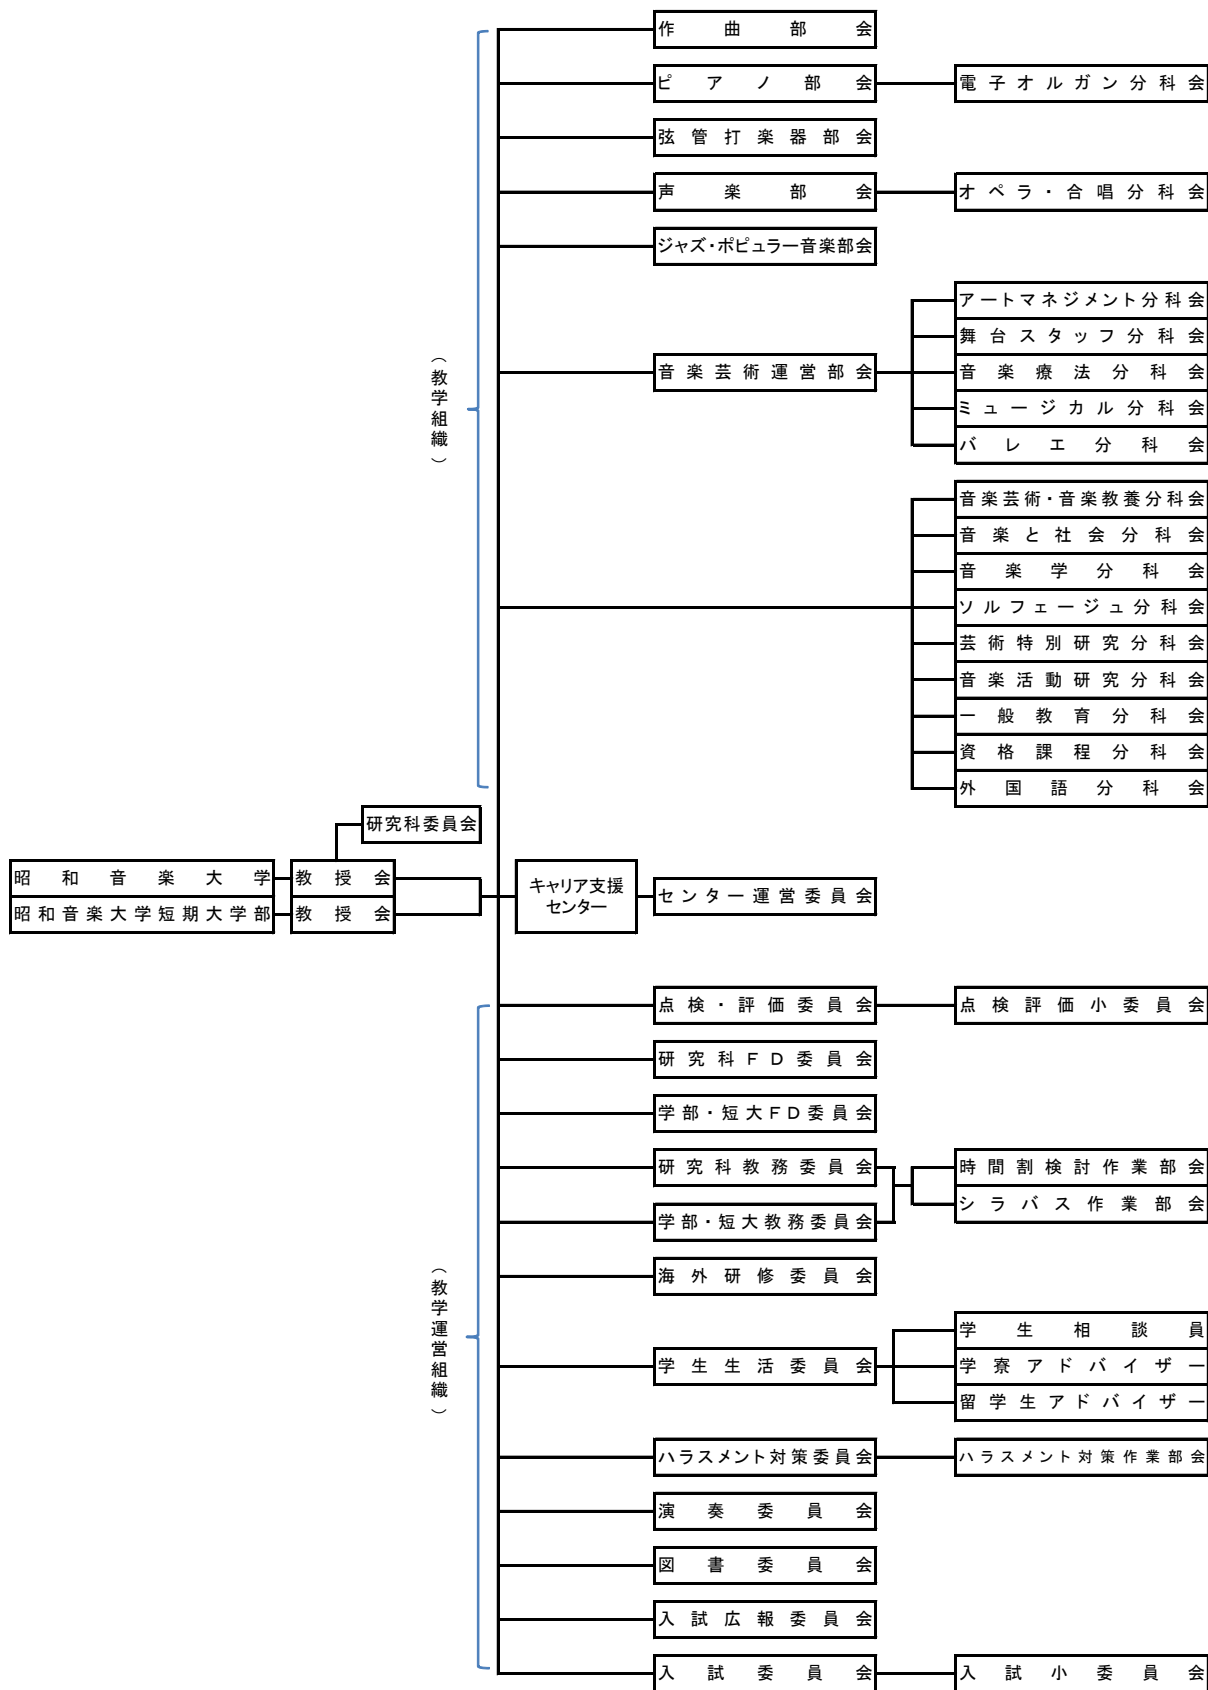 作曲部会
ピアノ部会
電子オルガン分科会
弦管打楽器部会
声楽部会
オペラ・合唱分科会
ジャズ・ポピュラー音楽部会
アートマネジメント分科会
舞台スタッフ分科会
音楽芸術運営部会
音楽療法分科会
ミュージカル分科会
バレエ分科会
（教学組織）
音楽芸術・音楽教養分科会
音楽と社会分科会
音楽学分科会
ソルフェージュ分科会
芸術特別研究分科会
音楽活動研究分科会
一般教育分科会
資格課程分科会
外国語分科会
研究科委員会
昭和音楽大学
教授会
昭和音楽大学短期大学部
教授会
キャリア支援
センター
センター運営委員会
点検・評価委員会
点検評価小委員会
研究科ＦＤ委員会
学部・短大ＦＤ委員会
研究科教務委員会
時間割検討作業部会
シラバス作業部会
学部・短大教務委員会
海外研修委員会
（教学運営組織）
学生相談員
学生生活委員会
学寮アドバイザー
留学生アドバイザー
ハラスメント対策委員会
ハラスメント対策作業部会
演奏委員会
図書委員会
入試広報委員会
入試委員会
入試小委員会